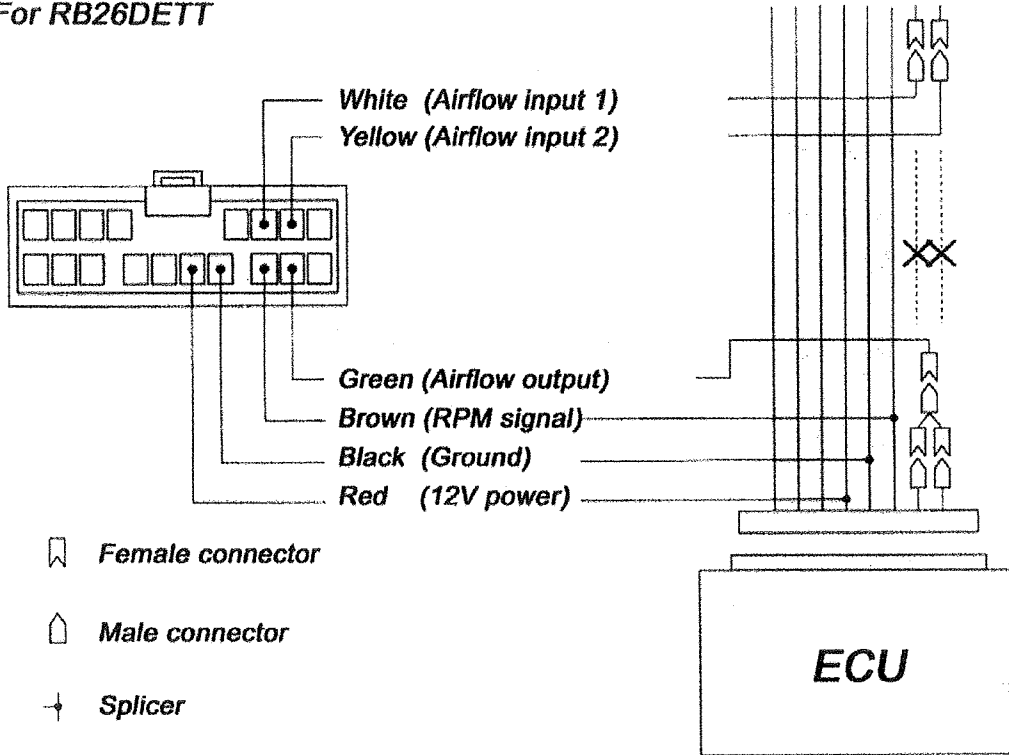 For RB26DETT
White (Airflow input 1)
Yellow (Airflow input 2)
Green (Airflow output)
Brown (RPM signal)
Black (Ground)
Red (12V power)
Female connector
Male connector
Splicer
ECU